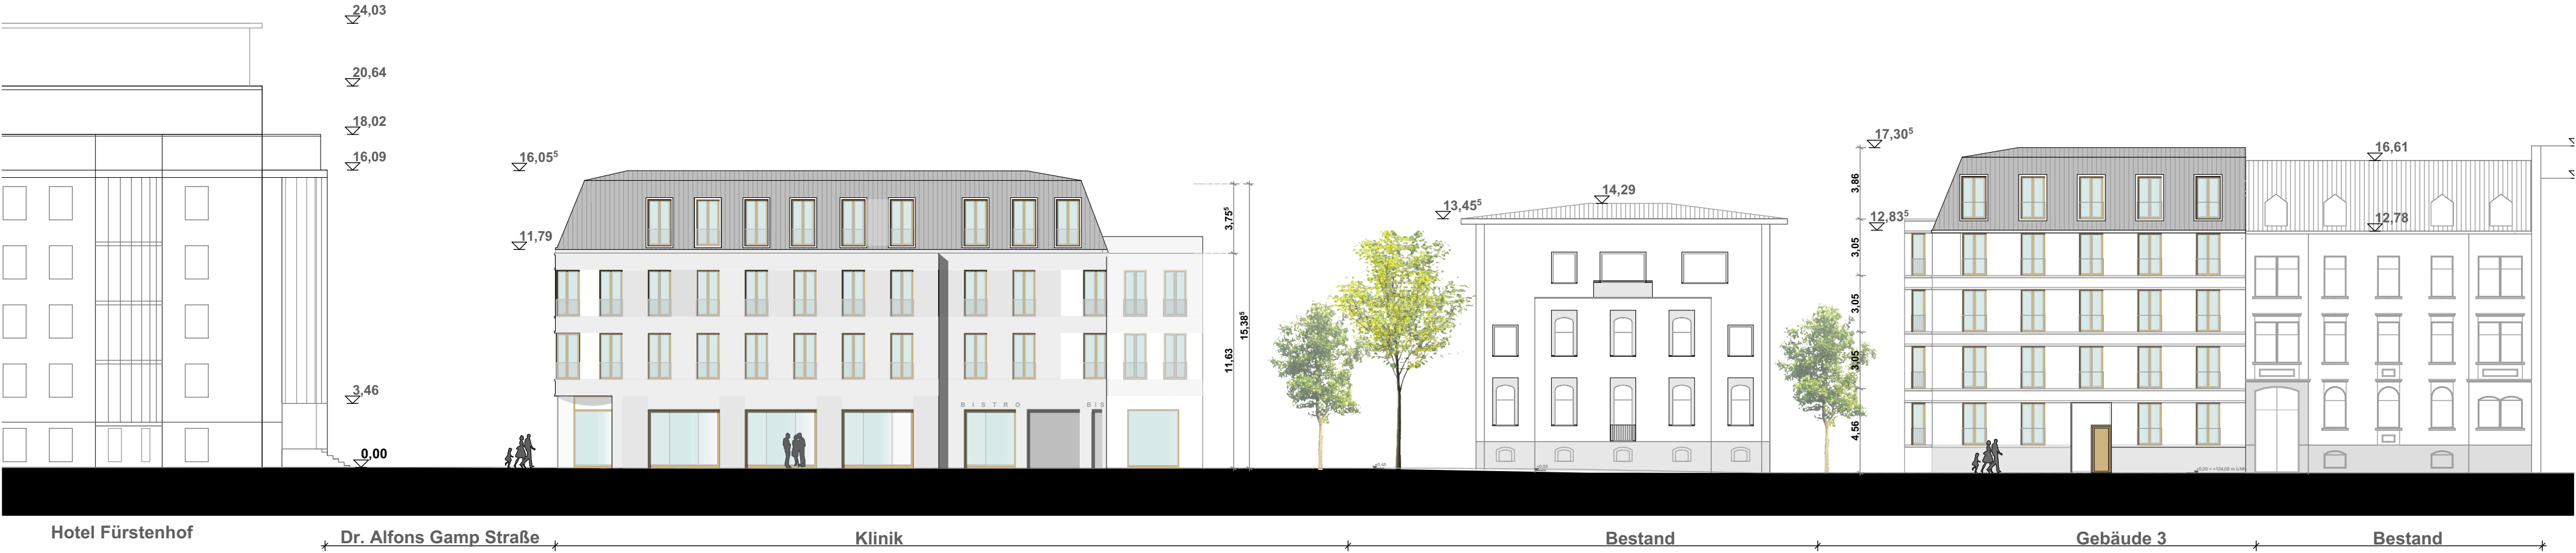 24,03
20,64
18,02
16,09
3,46
0,00
16,05⁵
11,79
BISTRO
BIS
3,75⁵
11,63
15,38⁵
13,45⁵
14,29
17,30⁵
12,83⁵
3,86
3,05
3,05
3,05
4,56
16,61
12,78
Hotel Fürstenhof
Dr. Alfons Gamp Straße
Klinik
Bestand
Gebäude 3
Bestand